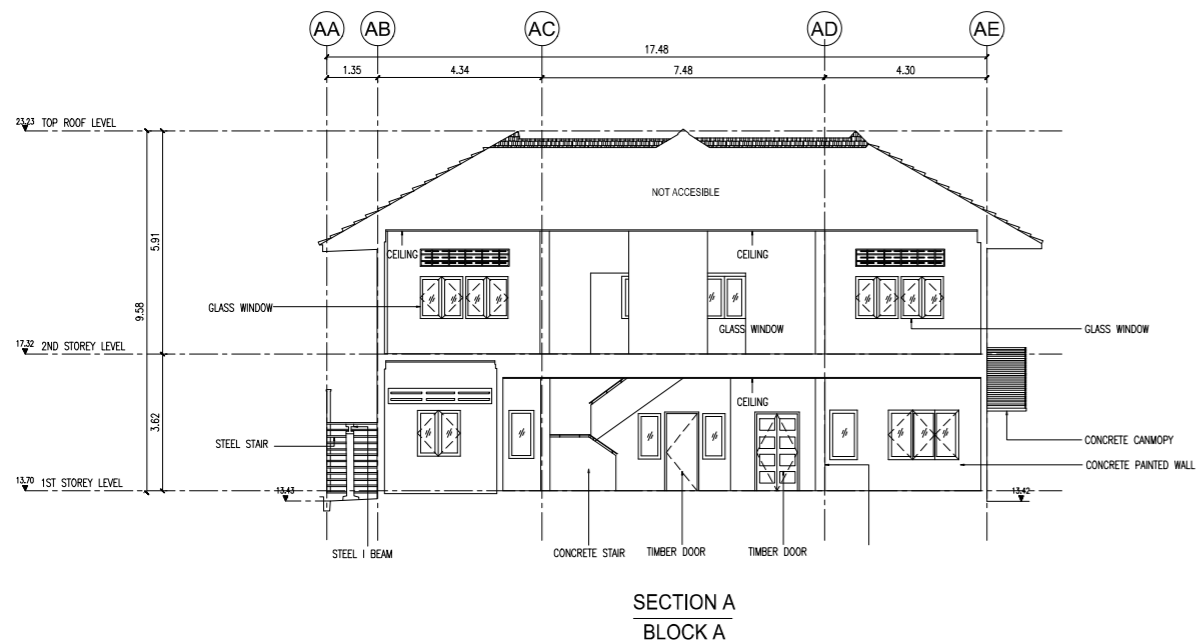 AA AB AC AD AE
17.48
1.35 4.34 7.48 4.30
23.23 TOP ROOF LEVEL
NOT ACCESIBLE
5.91
CEILING CEILING
9.58
GLASS WINDOW GLASS WINDOW GLASS WINDOW
17.32 2ND STOREY LEVEL
3.62
CEILING
STEEL STAIR CONCRETE CANMOPY
CONCRETE PAINTED WALL
13.70 1ST STOREY LEVEL
13.43 13.42
STEEL I BEAM CONCRETE STAIR TIMBER DOOR TIMBER DOOR
SECTION A
BLOCK A